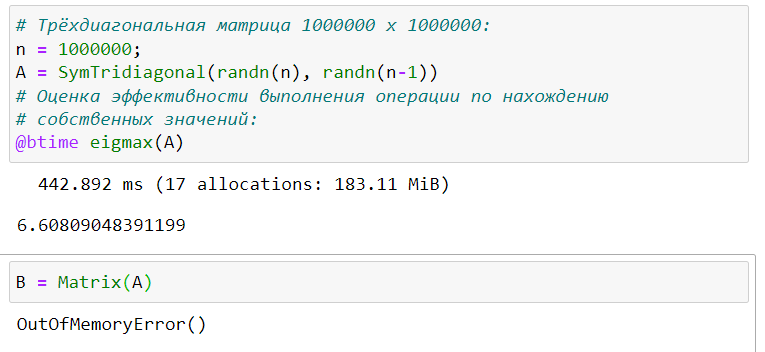 # Трёхдиагональная матрица 1000000 x 1000000:
n = 1000000;
A = SymTridiagonal(randn(n), randn(n-1))
# Оценка эффективности выполнения операции по нахождению
# собственных значений:
@btime eigmax(A)
442.892 ms (17 allocations: 183.11 MiB)
6.60809048391199
B = Matrix(A)
OutOfMemoryError()